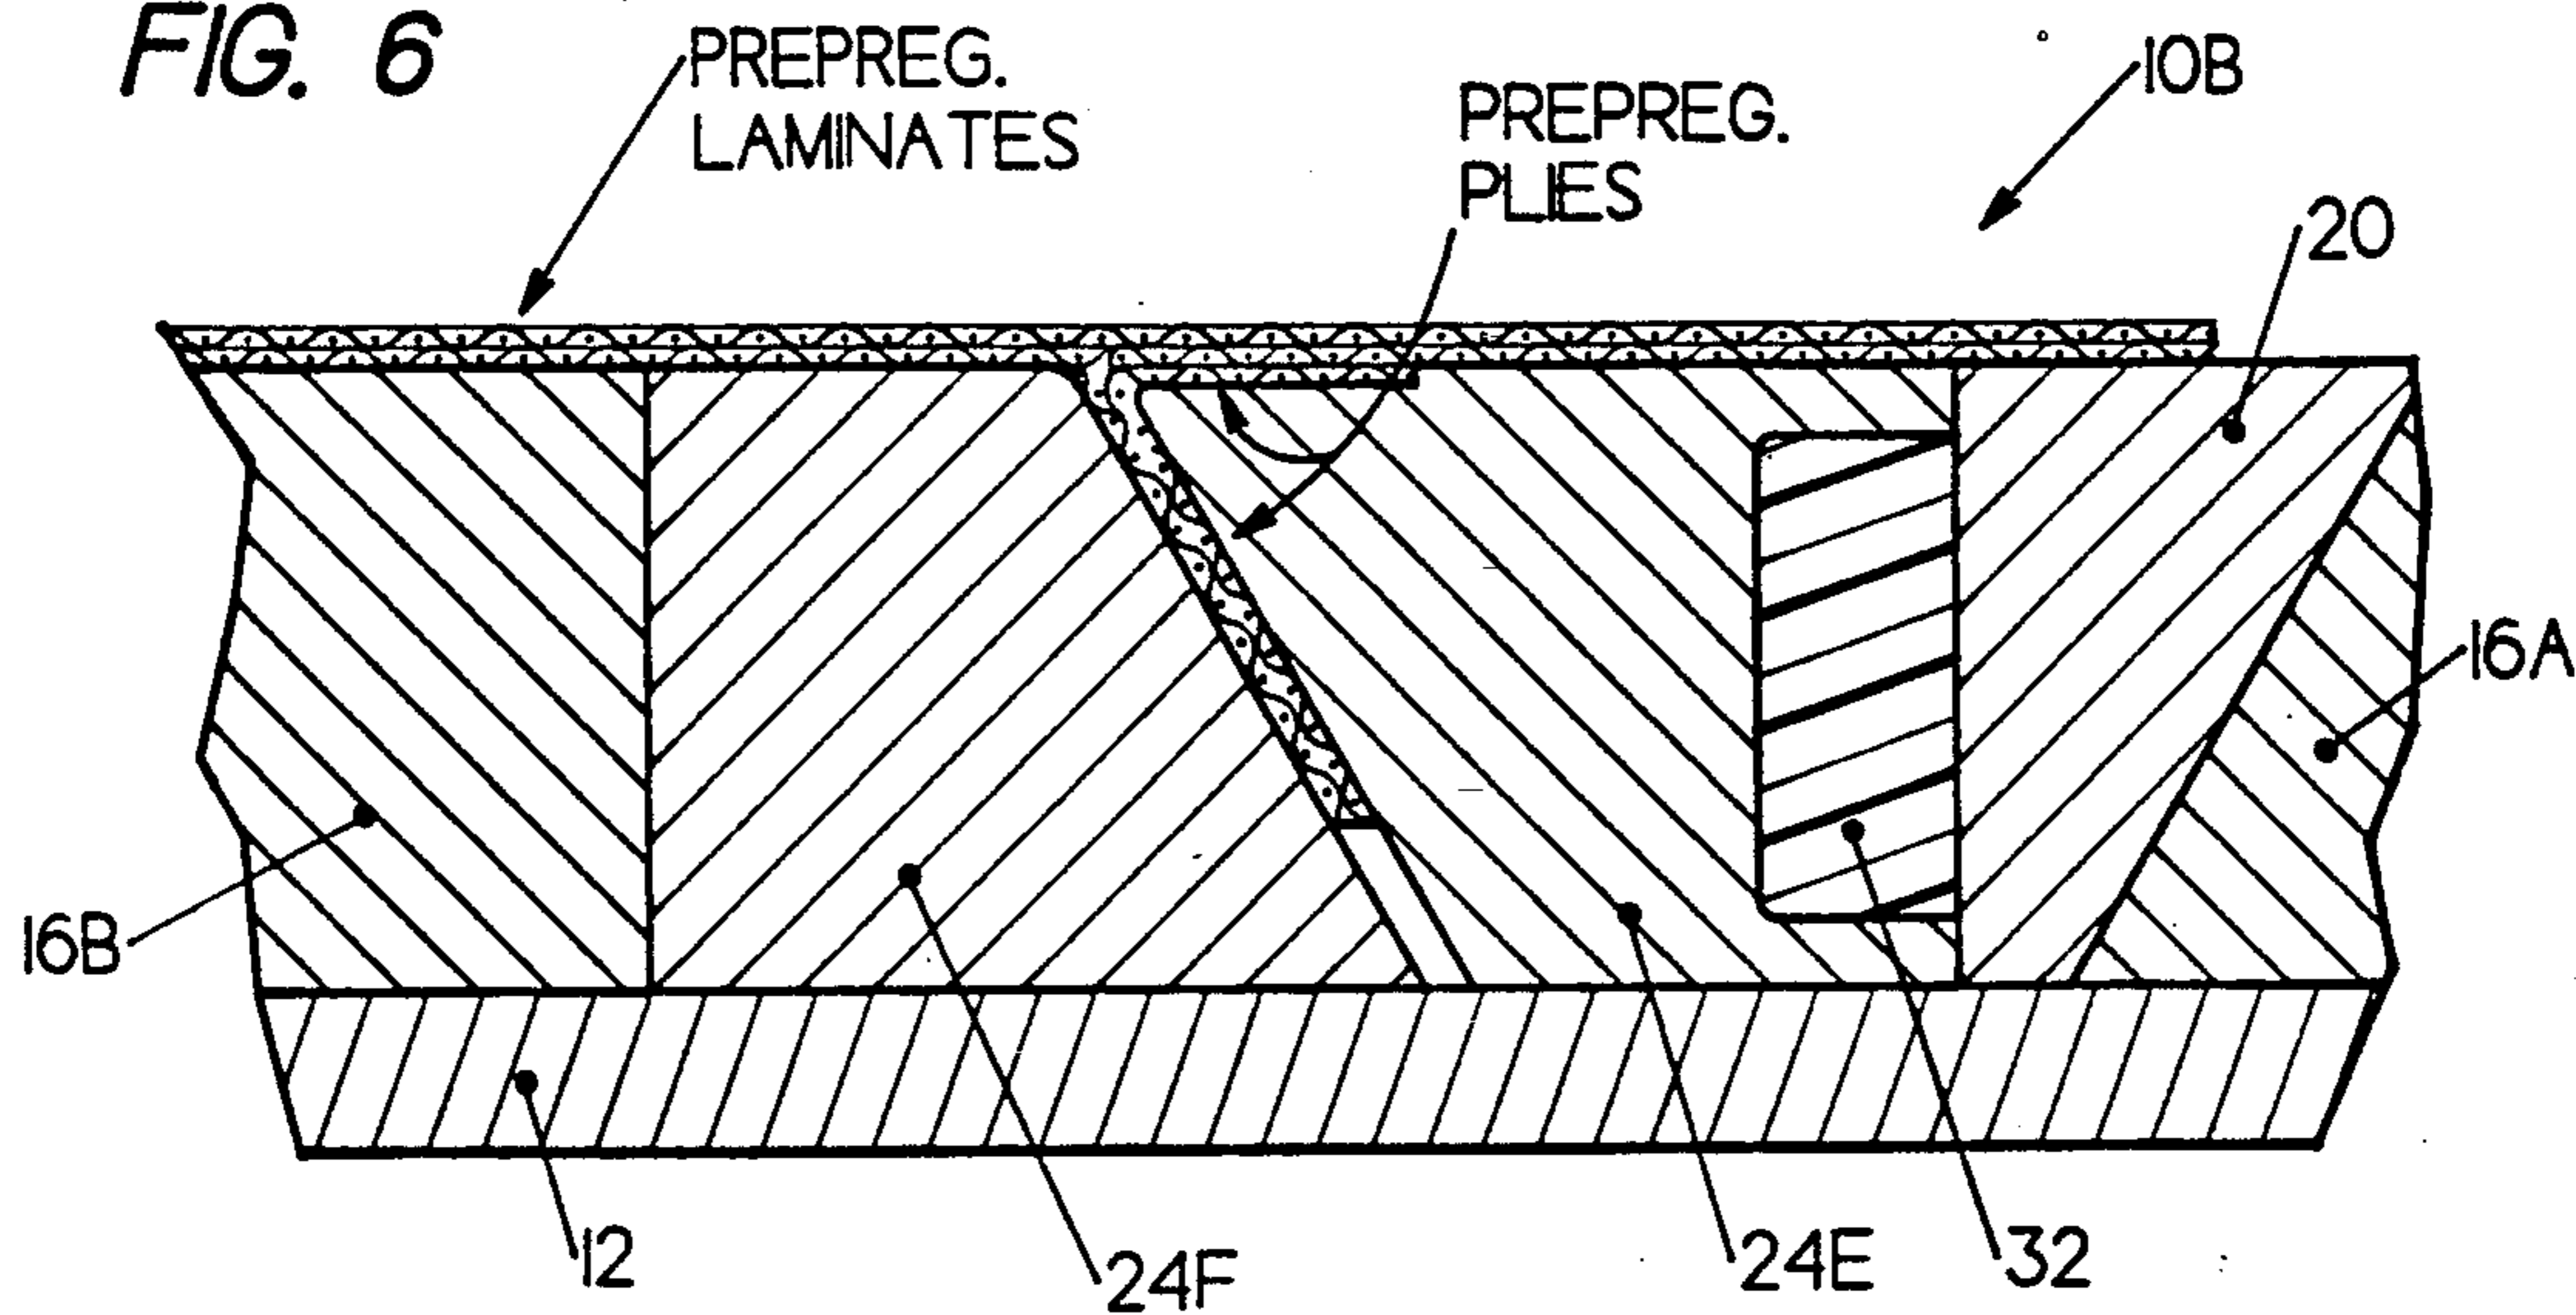 FIG. 6
PREPREG.
LAMINATES
PREPREG.
PLIES
10B
20
16A
16B
12
24F
24E
32